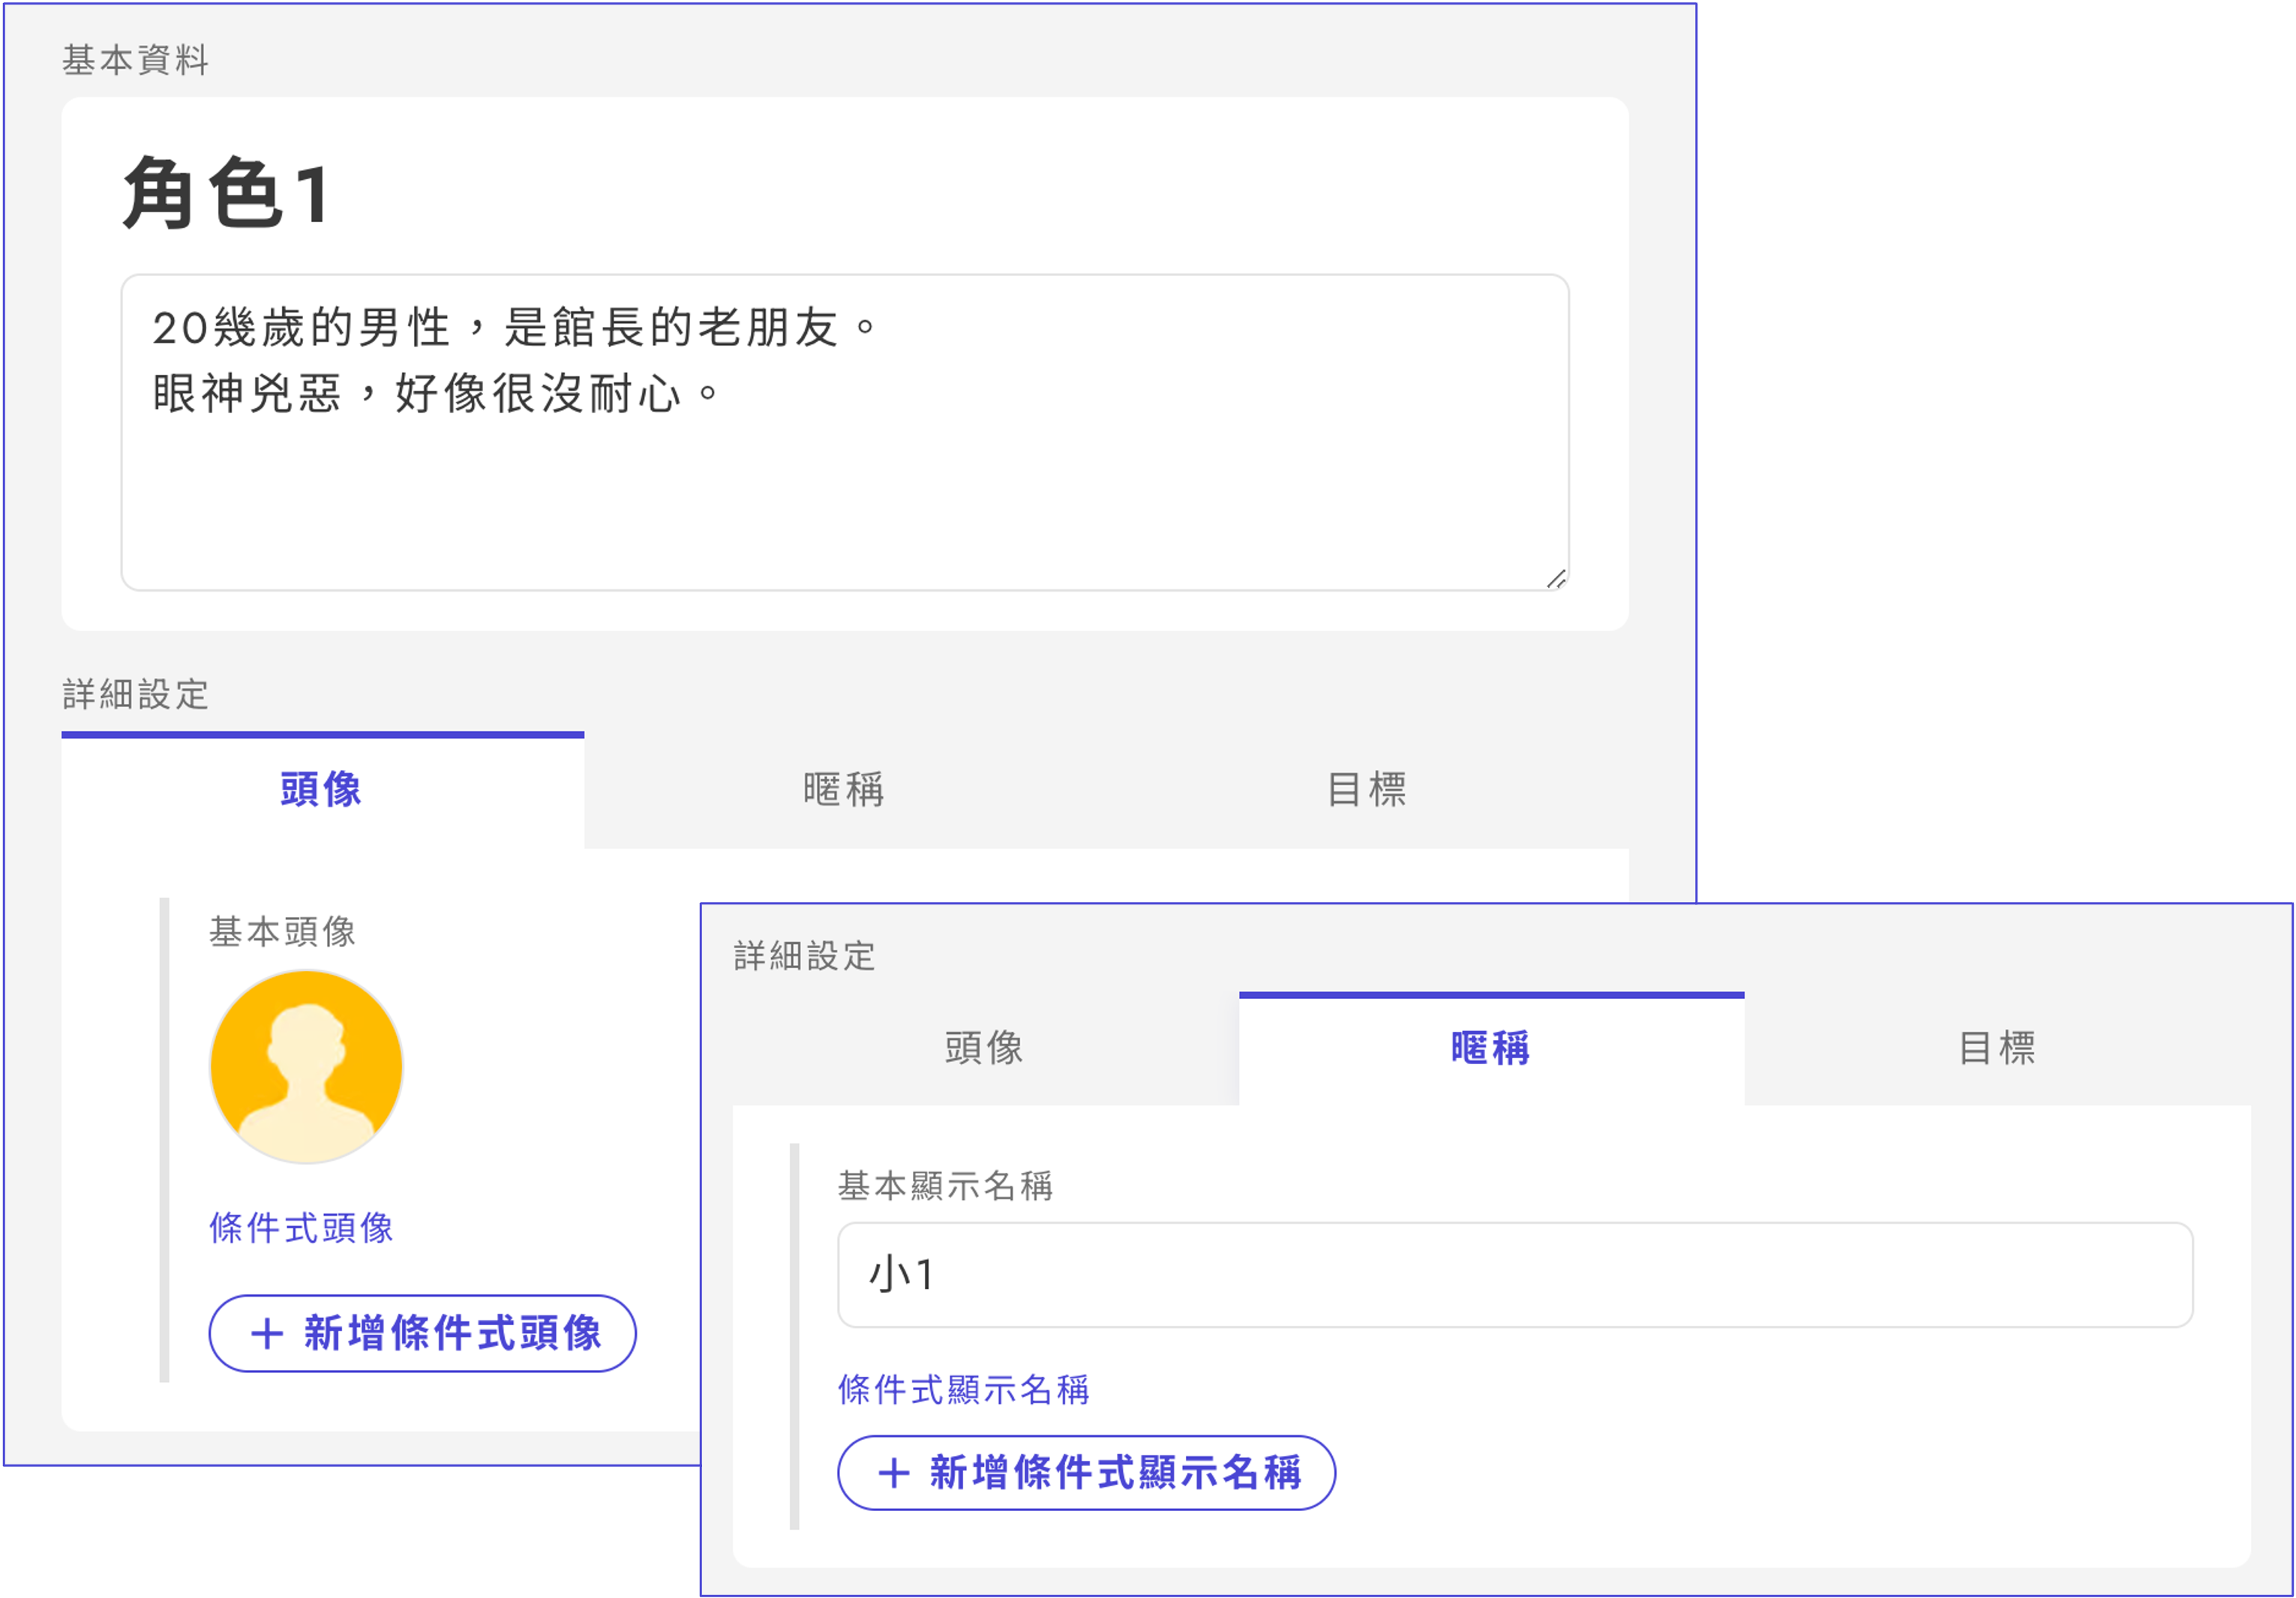 基本資料
角色1
20幾歲的男性，是館長的老朋友。
眼神兇惡，好像很沒耐心。
詳細設定
頭像
暱稱
目標
基本頭像
條件式頭像
+ 新增條件式頭像
詳細設定
頭像
暱稱
目標
基本顯示名稱
小1
條件式顯示名稱
+ 新增條件式顯示名稱